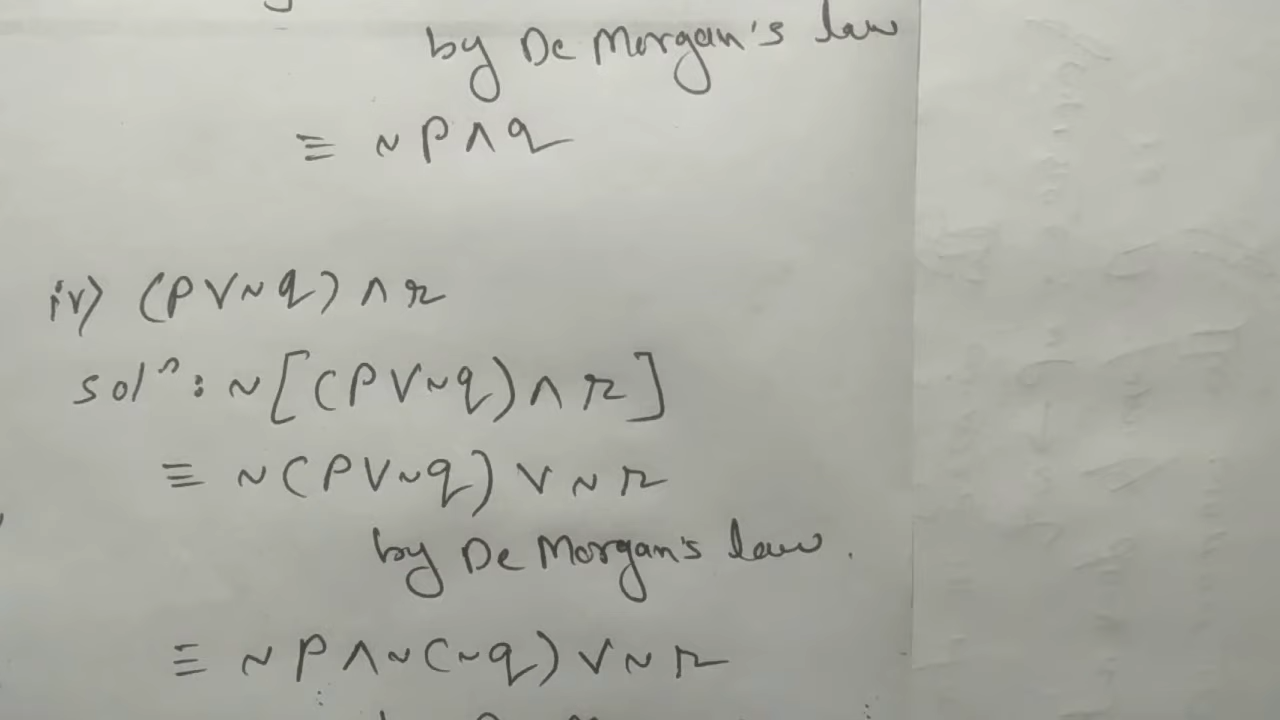 by De Morgan's law
≡ ~ p ∧ q
iv) (p ∨ ~ q) ∧ r
solⁿ: ~ [(p ∨ ~ q) ∧ r]
≡ ~ (p ∨ ~ q) ∨ ~ r
by De Morgan's law.
≡ ~ p ∧ ~ (~ q) ∨ ~ r